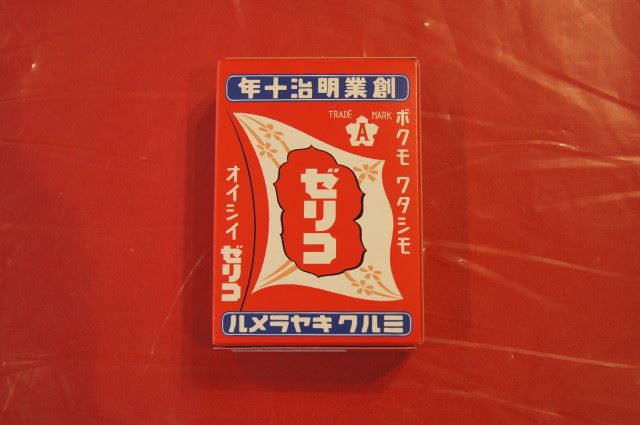 創業明治十年
TRADE MARK
A
ボクモ ワタシモ
ゼリコ
オイシイ ゼリコ
ミルク キヤラメル